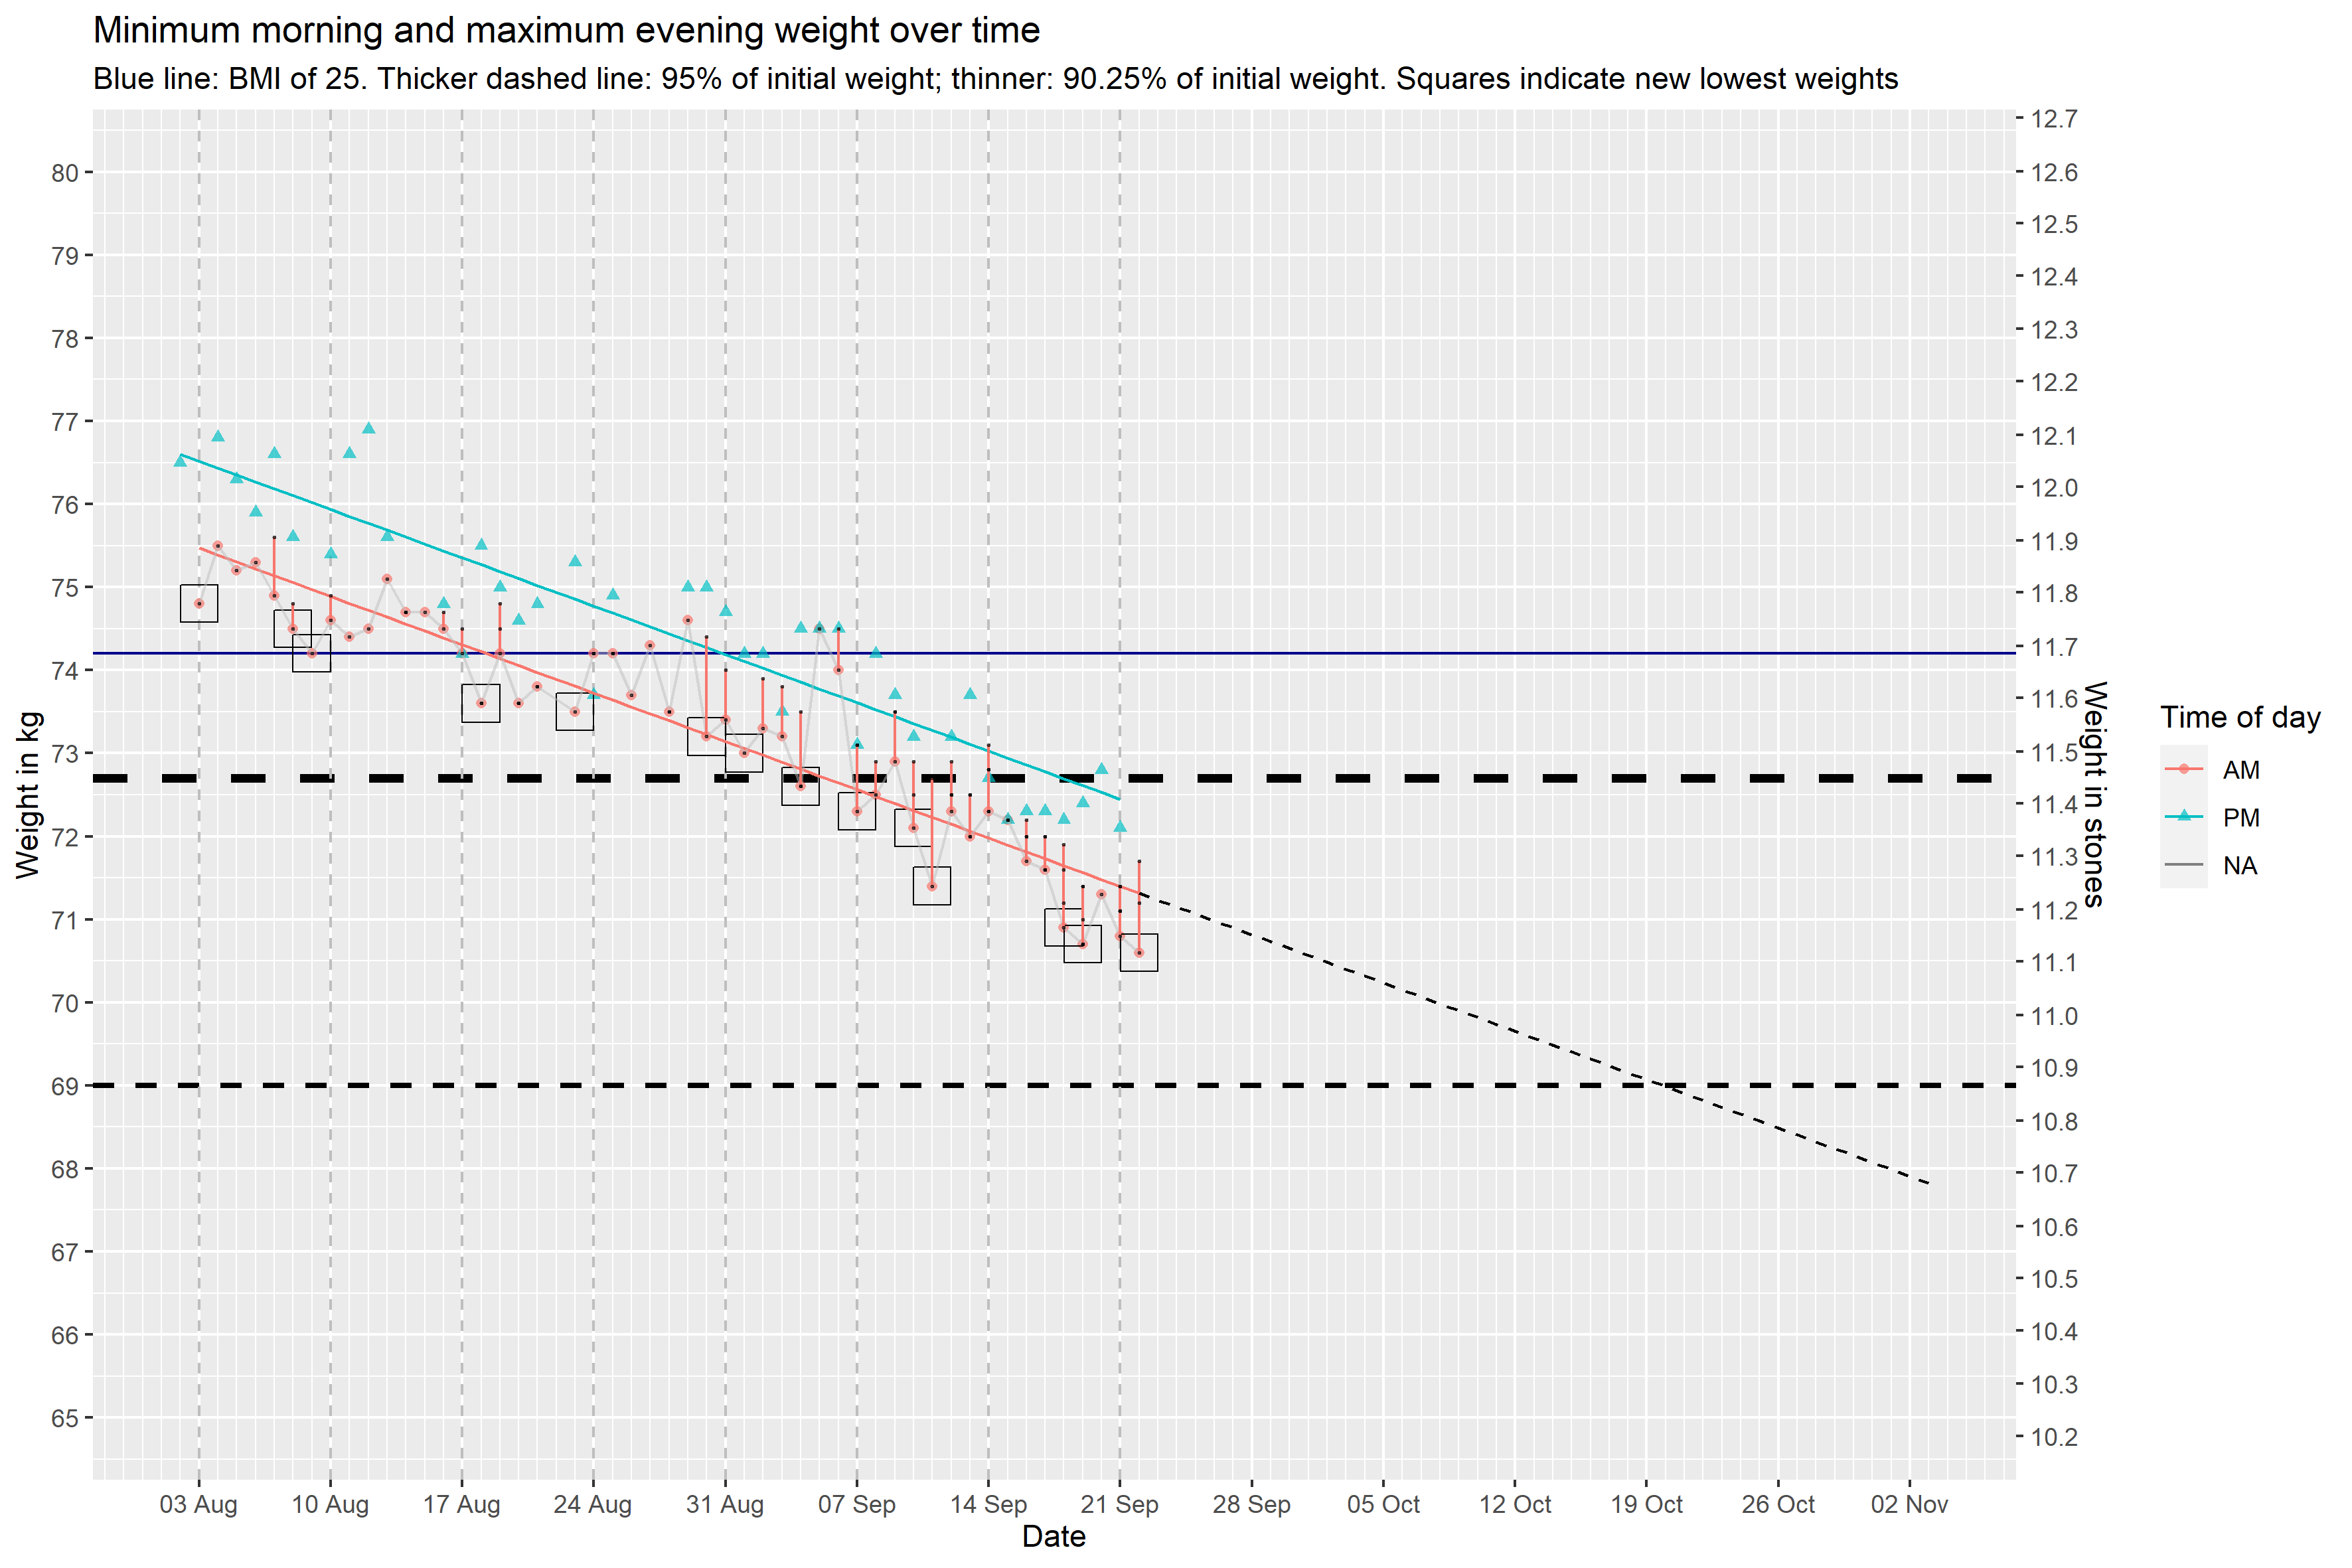 Minimum morning and maximum evening weight over time
Blue line: BMI of 25. Thicker dashed line: 95% of initial weight; thinner: 90.25% of initial weight. Squares indicate new lowest weights
Weight in kg
80
79
78
77
76
75
74
73
72
71
70
69
68
67
66
65
12.7
12.6
12.5
12.4
12.3
12.2
12.1
12.0
11.9
11.8
11.7
11.6
11.5
11.4
11.3
11.2
11.1
11.0
10.9
10.8
10.7
10.6
10.5
10.4
10.3
10.2
Weight in stones
03 Aug
10 Aug
17 Aug
24 Aug
31 Aug
07 Sep
14 Sep
21 Sep
28 Sep
05 Oct
12 Oct
19 Oct
26 Oct
02 Nov
Date
Time of day
AM
PM
NA